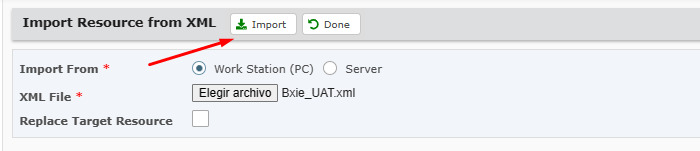 Import Resource from XML Import Done
Import From * Work Station (PC) Server
XML File * Elegir archivo Bxie_UAT.xml
Replace Target Resource